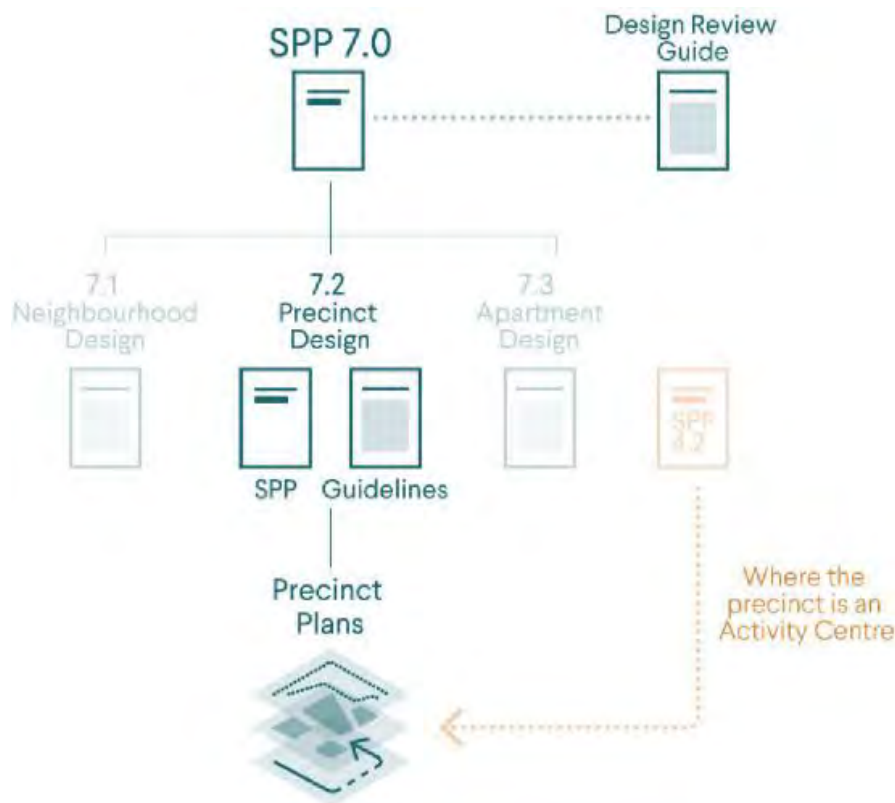 SPP 7.0
Design Review
Guide
7.1
Neighbourhood
Design
7.2
Precinct
Design
7.3
Apartment
Design
SPP
4.2
SPP
Guidelines
Precinct
Plans
Where the
precinct is an
Activity Centre